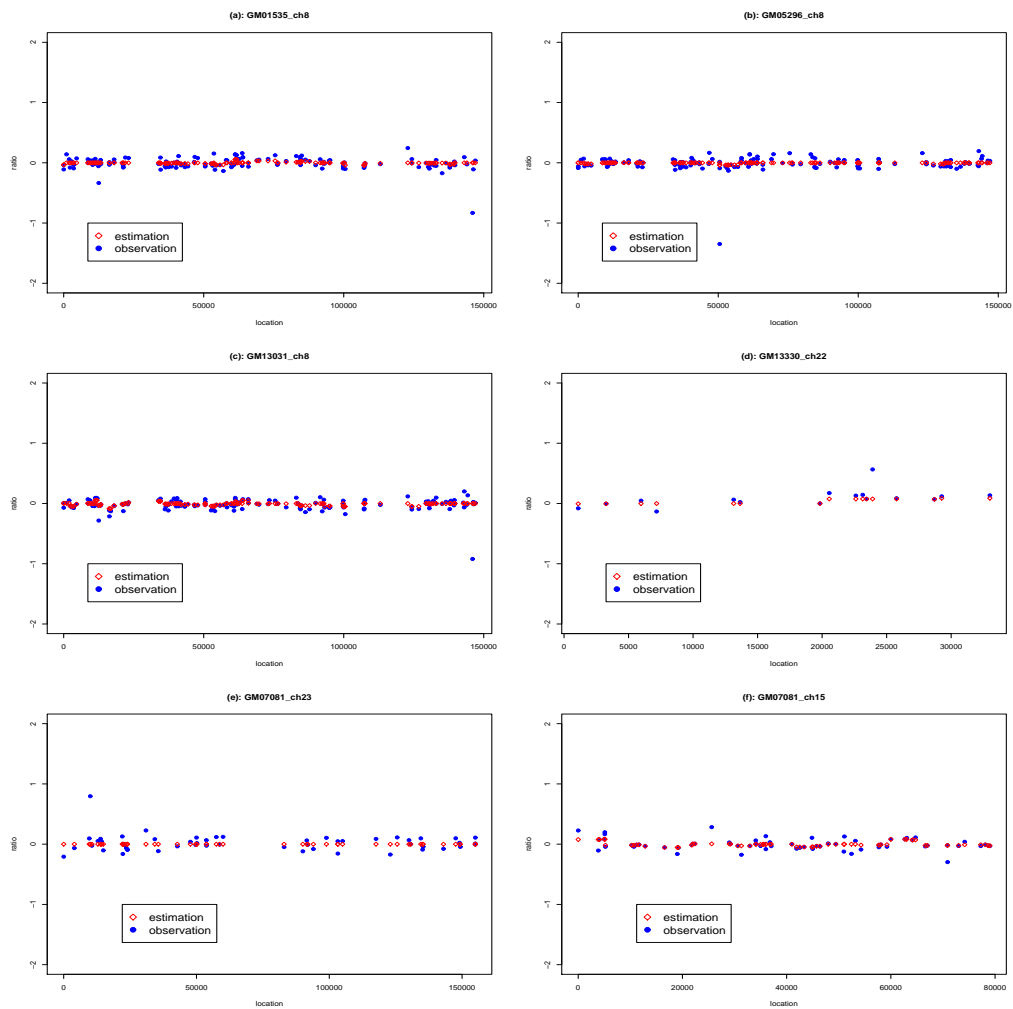 (a): GM01535_ch8
ratio
2
1
0
−1
−2
estimation
observation
0 50000 100000 150000
location
(b): GM05296_ch8
ratio
2
1
0
−1
−2
estimation
observation
0 50000 100000 150000
location
(c): GM13031_ch8
ratio
2
1
0
−1
−2
estimation
observation
0 50000 100000 150000
location
(d): GM13330_ch22
ratio
2
1
0
−1
−2
estimation
observation
0 5000 10000 15000 20000 25000 30000
location
(e): GM07081_ch23
ratio
2
1
0
−1
−2
estimation
observation
0 50000 100000 150000
location
(f): GM07081_ch15
ratio
2
1
0
−1
−2
estimation
observation
0 20000 40000 60000 80000
location